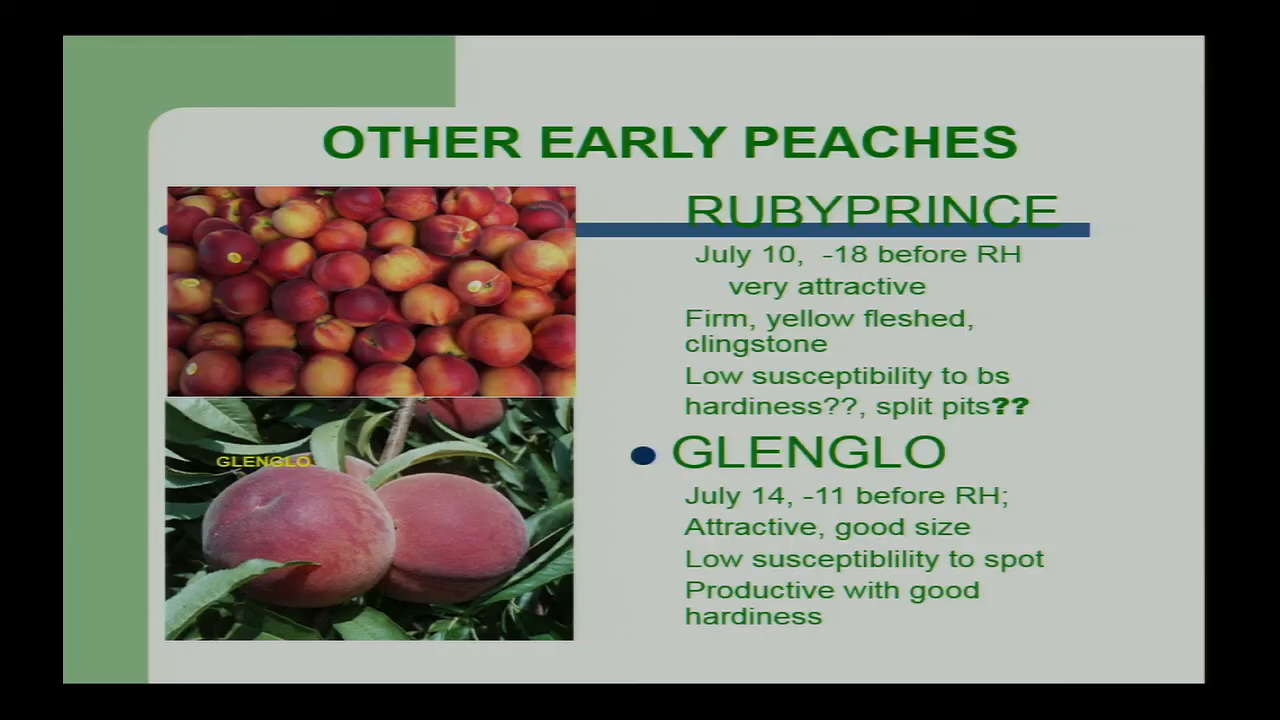 OTHER EARLY PEACHES
RUBYPRINCE
July 10, -18 before RH
very attractive
Firm, yellow fleshed,
clingstone
Low susceptibility to bs
hardiness??, split pits??
GLENGLO
GLENGLO
July 14, -11 before RH;
Attractive, good size
Low susceptiblility to spot
Productive with good
hardiness